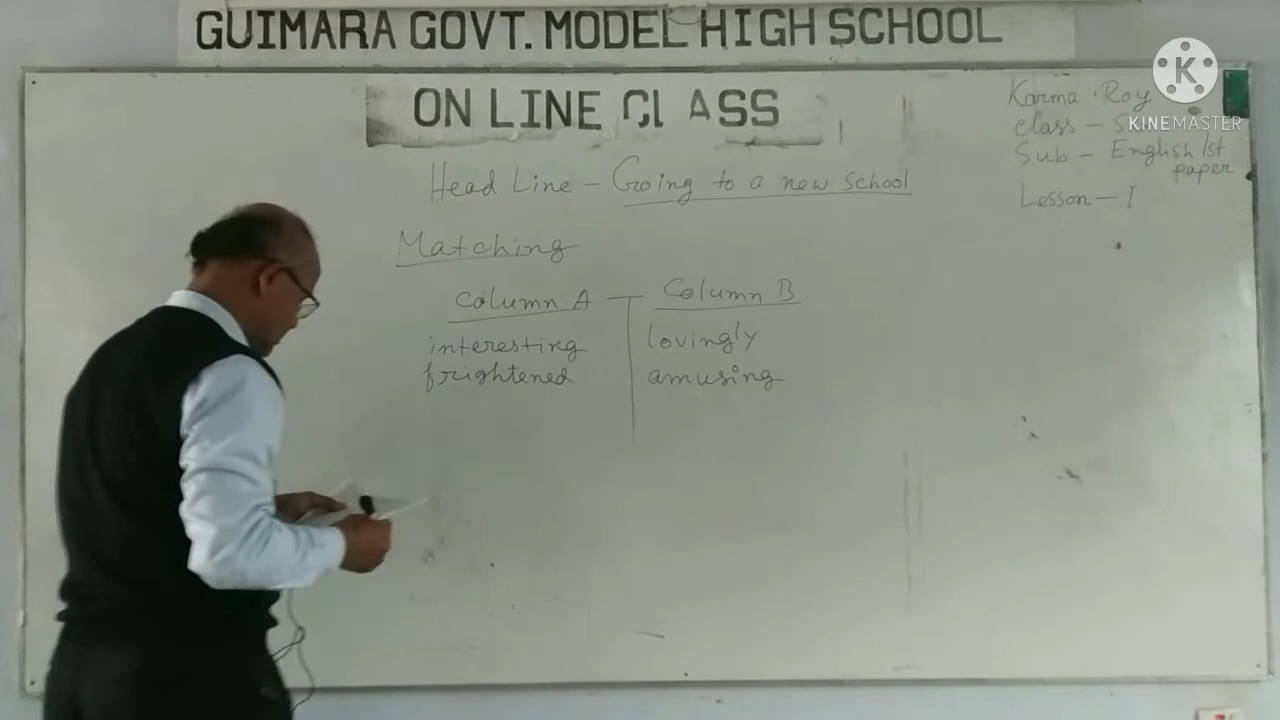 GUIMARA GOVT. MODEL HIGH SCHOOL
ON LINE CLASS
Karma Roy
class –
Sub – English 1st
paper
Lesson – I
Head Line – Going to a new School
Matching
Column A
Column B
interesting
lovingly
frightened
amusing
K
KINEMASTER